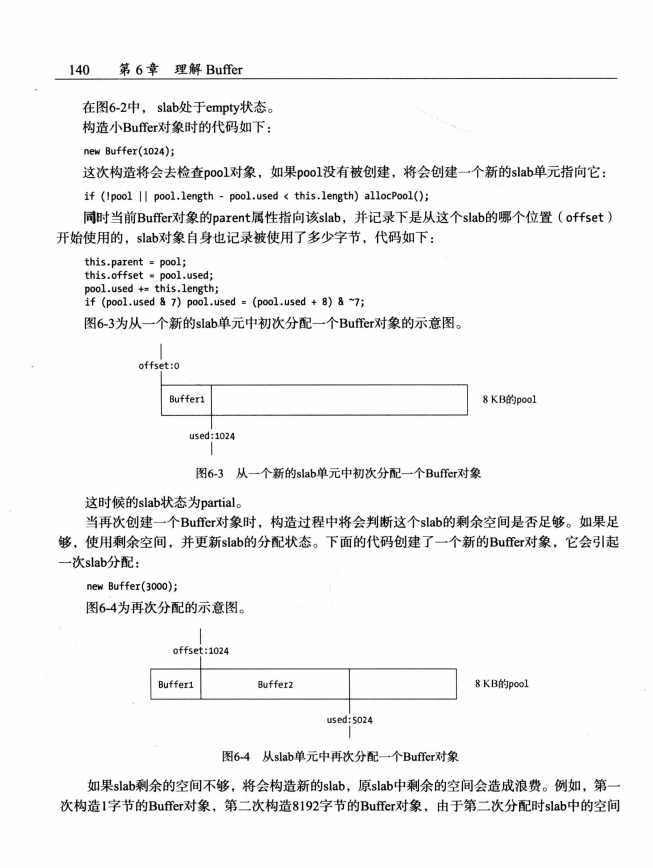 140 第 6 章 理解 Buffer
在图6-2中， slab处于empty状态。
构造小Buffer对象时的代码如下：
new Buffer(1024);
这次构造将会去检查pool对象，如果pool没有被创建，将会创建一个新的slab单元指向它：
if (!pool || pool.length - pool.used < this.length) allocPool();
同时当前Buffer对象的parent属性指向该slab，并记录下是从这个slab的哪个位置（offset）
开始使用的，slab对象自身也记录被使用了多少字节，代码如下：
this.parent = pool;
this.offset = pool.used;
pool.used += this.length;
if (pool.used & 7) pool.used = (pool.used + 8) & ~7;
图6-3为从一个新的slab单元中初次分配一个Buffer对象的示意图。
offset:0
Buffer1
8 KB的pool
used:1024
图6-3 从一个新的slab单元中初次分配一个Buffer对象
这时候的slab状态为partial。
当再次创建一个Buffer对象时，构造过程中将会判断这个slab的剩余空间是否足够。如果足
够，使用剩余空间，并更新slab的分配状态。下面的代码创建了一个新的Buffer对象，它会引起
一次slab分配：
new Buffer(3000);
图6-4为再次分配的示意图。
offset:1024
Buffer1 Buffer2
8 KB的pool
used:5024
图6-4 从slab单元中再次分配一个Buffer对象
如果slab剩余的空间不够，将会构造新的slab，原slab中剩余的空间会造成浪费。例如，第一
次构造1字节的Buffer对象，第二次构造8192字节的Buffer对象，由于第二次分配时slab中的空间